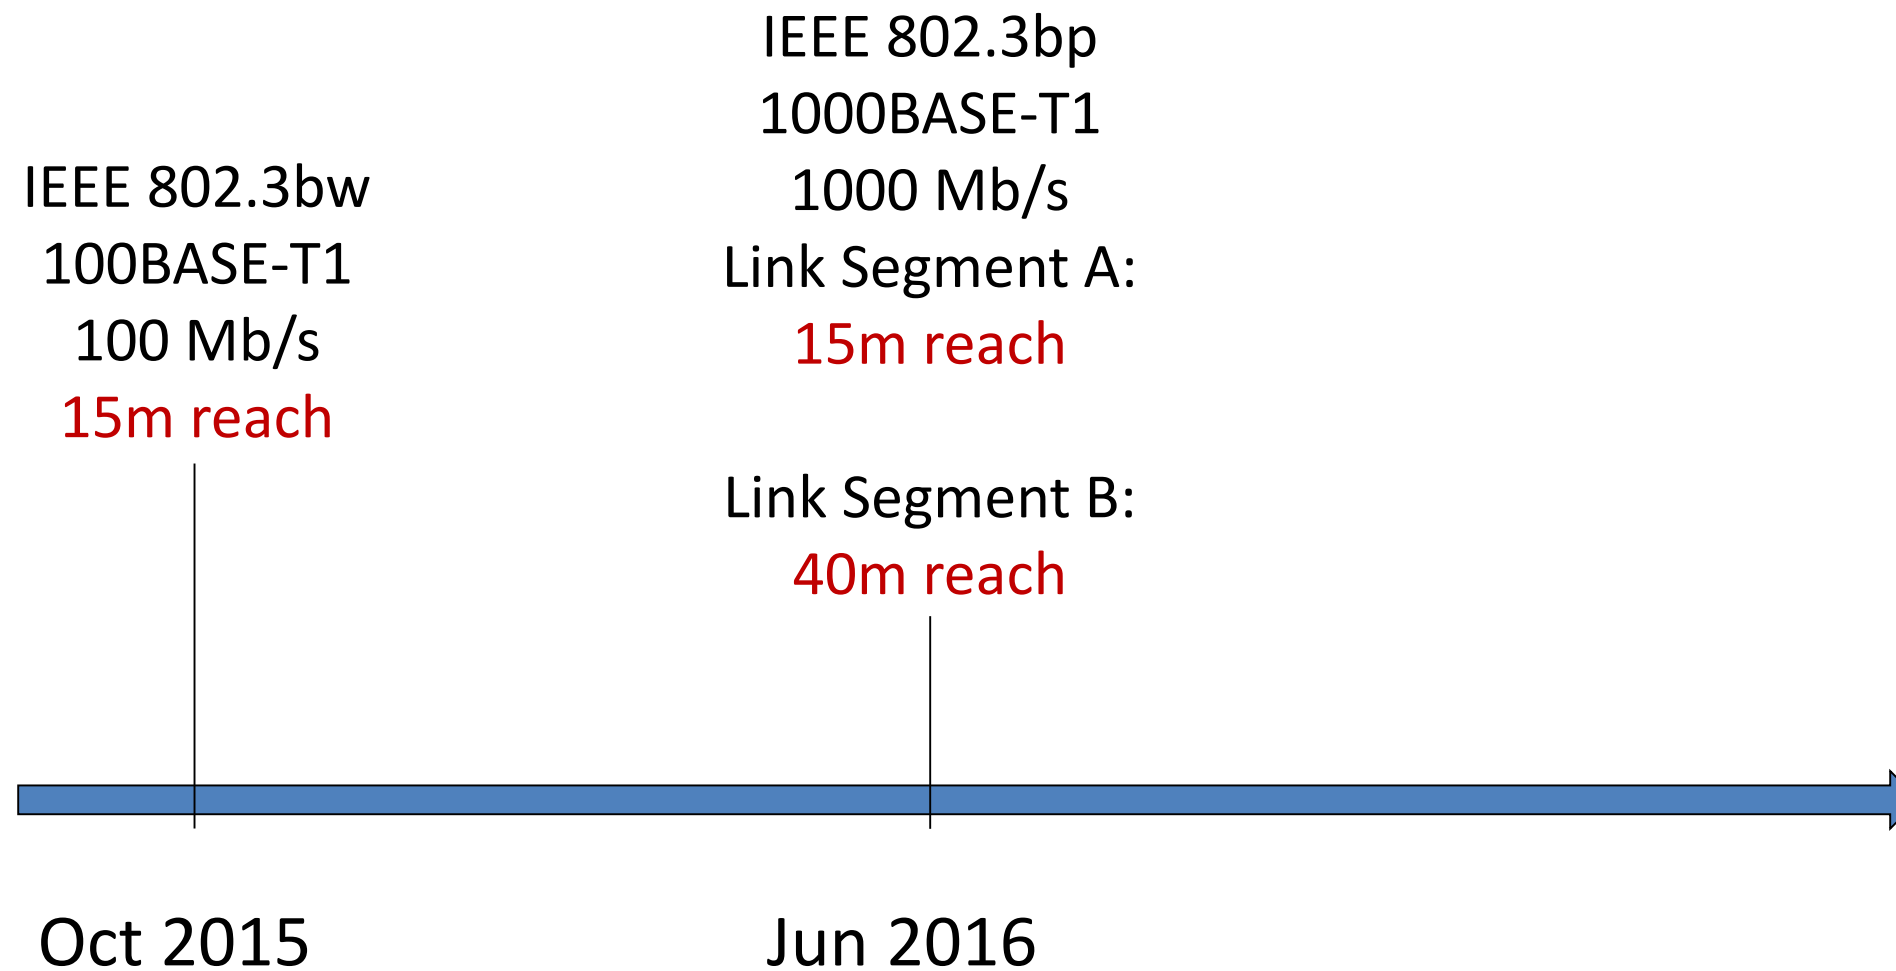 IEEE 802.3bw
100BASE-T1
100 Mb/s
15m reach
IEEE 802.3bp
1000BASE-T1
1000 Mb/s
Link Segment A:
15m reach
Link Segment B:
40m reach
Oct 2015
Jun 2016